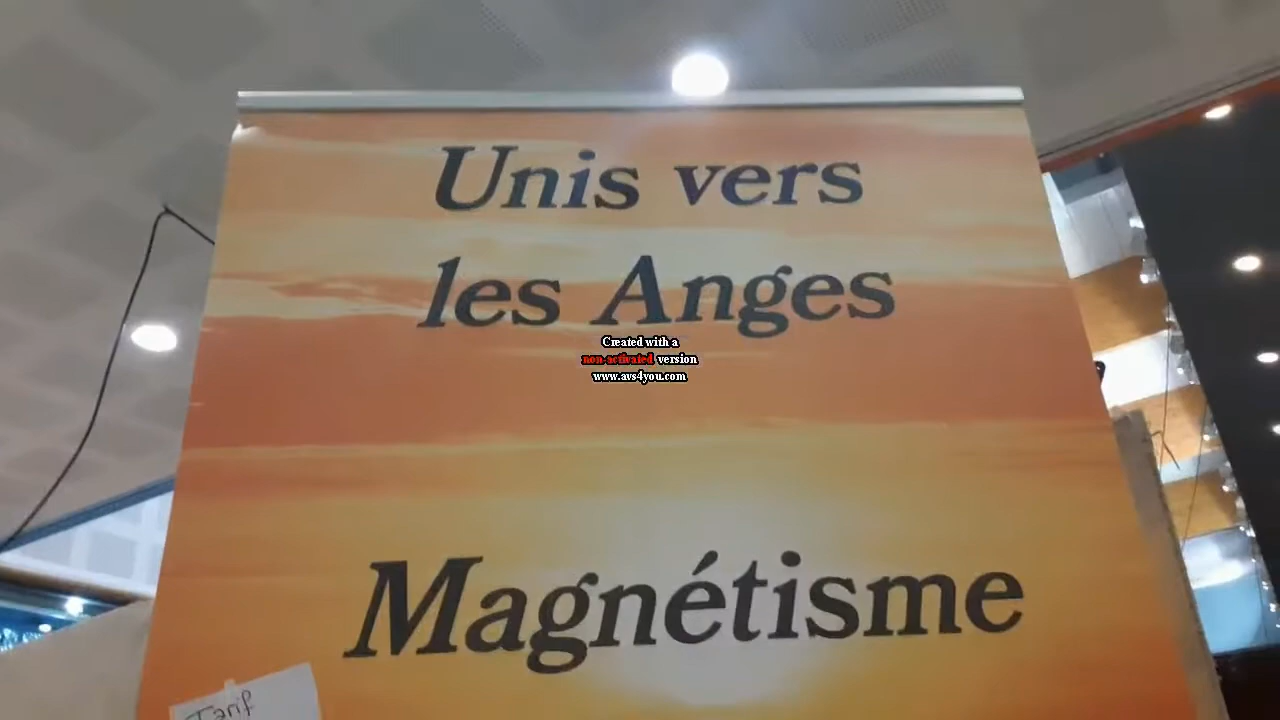 Unis vers
les Anges
Created with a
non-activated version
www.avs4you.com
Magnétisme
Tarif